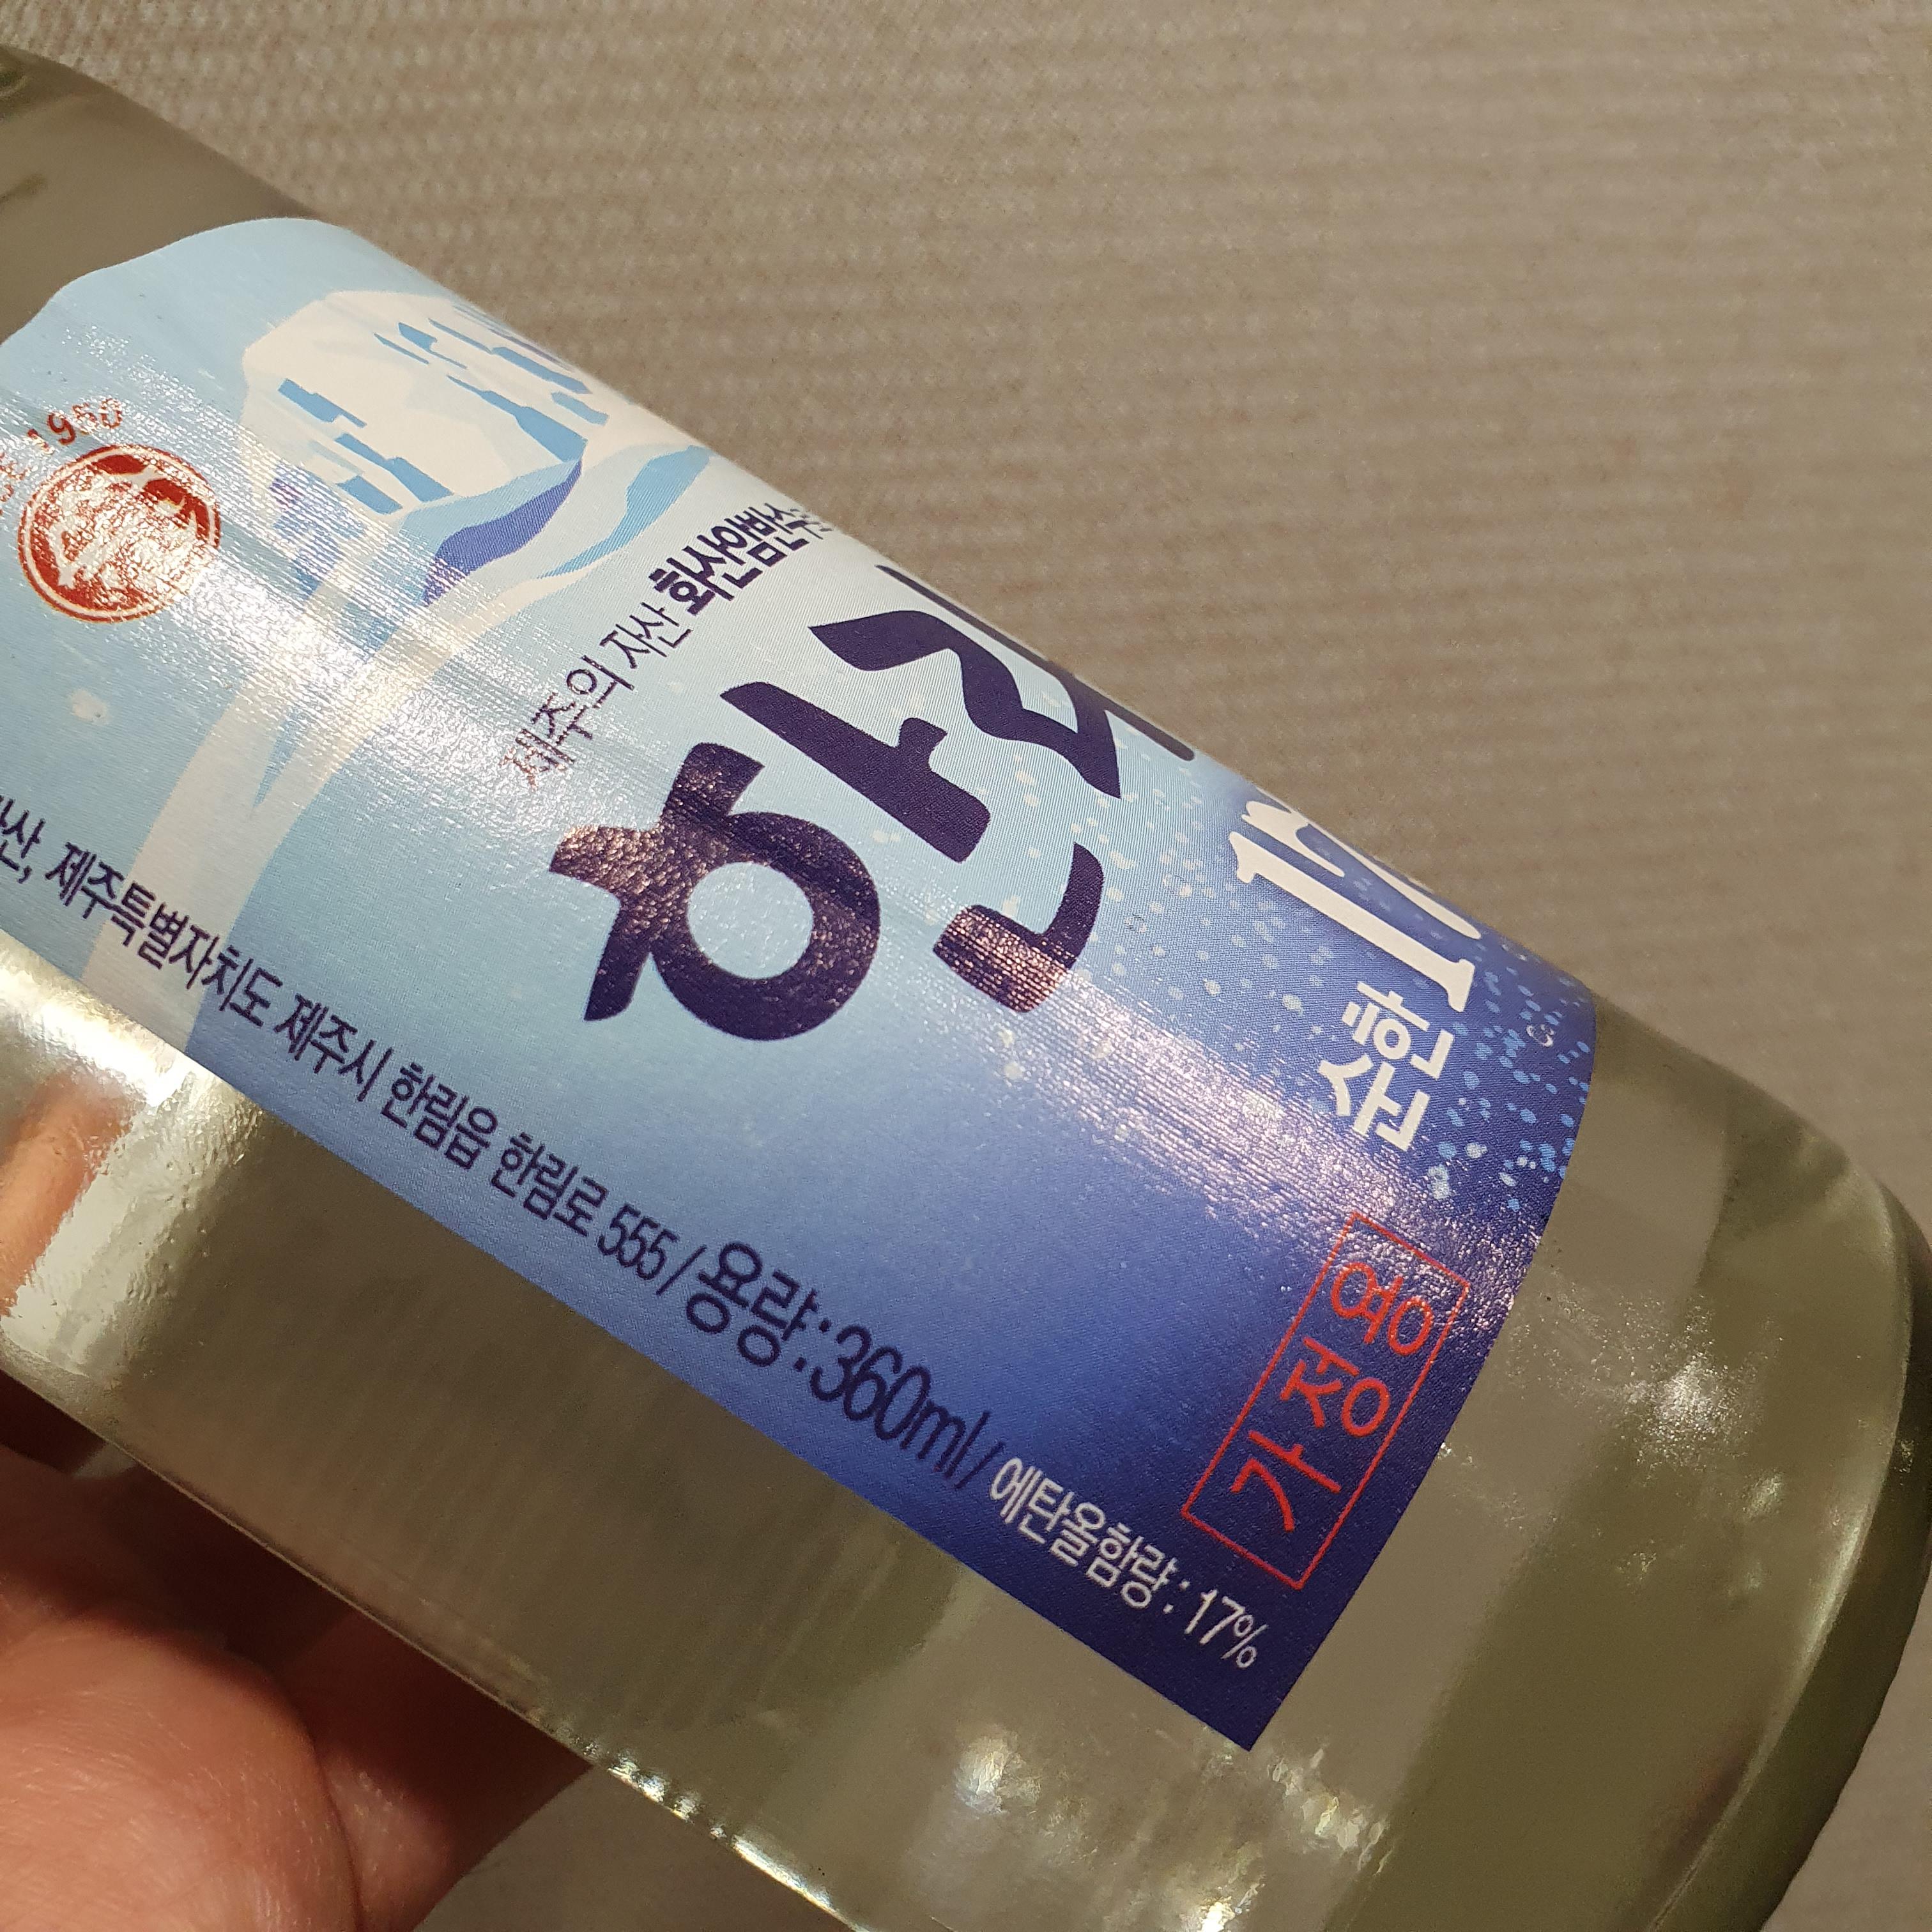 1950
제주의 자산 화산암반수
한라
순한 17
제주특별자치도 제주시 한림읍 한림로 555 / 용량:360ml / 에탄올함량 : 17%
가정용